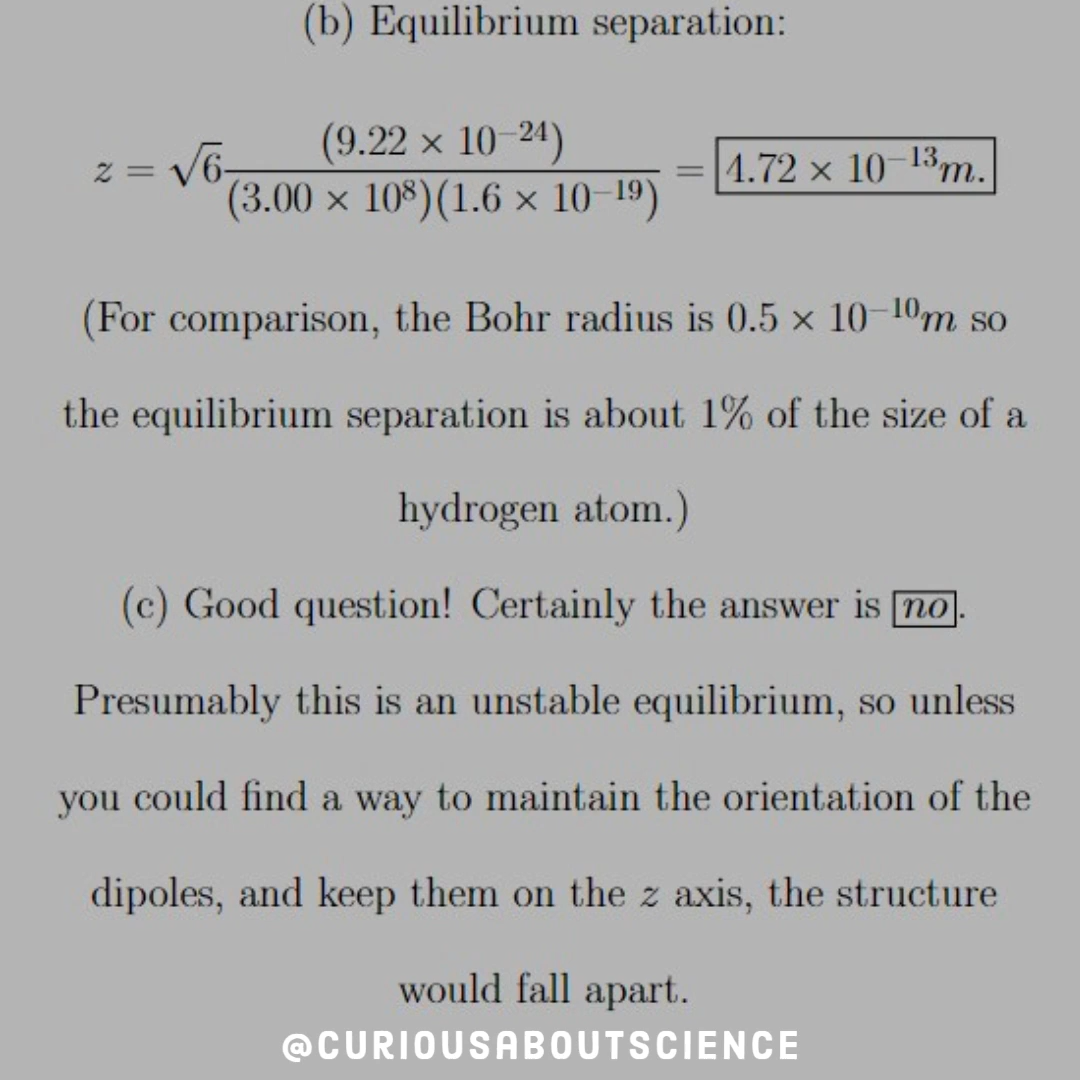 (b) Equilibrium separation:
z = √6 (9.22 × 10⁻²⁴) / (3.00 × 10⁸)(1.6 × 10⁻¹⁹) = 4.72 × 10⁻¹³m.
(For comparison, the Bohr radius is 0.5 × 10⁻¹⁰m so
the equilibrium separation is about 1% of the size of a
hydrogen atom.)
(c) Good question! Certainly the answer is no.
Presumably this is an unstable equilibrium, so unless
you could find a way to maintain the orientation of the
dipoles, and keep them on the z axis, the structure
would fall apart.
@CURIOUSABOUTSCIENCE